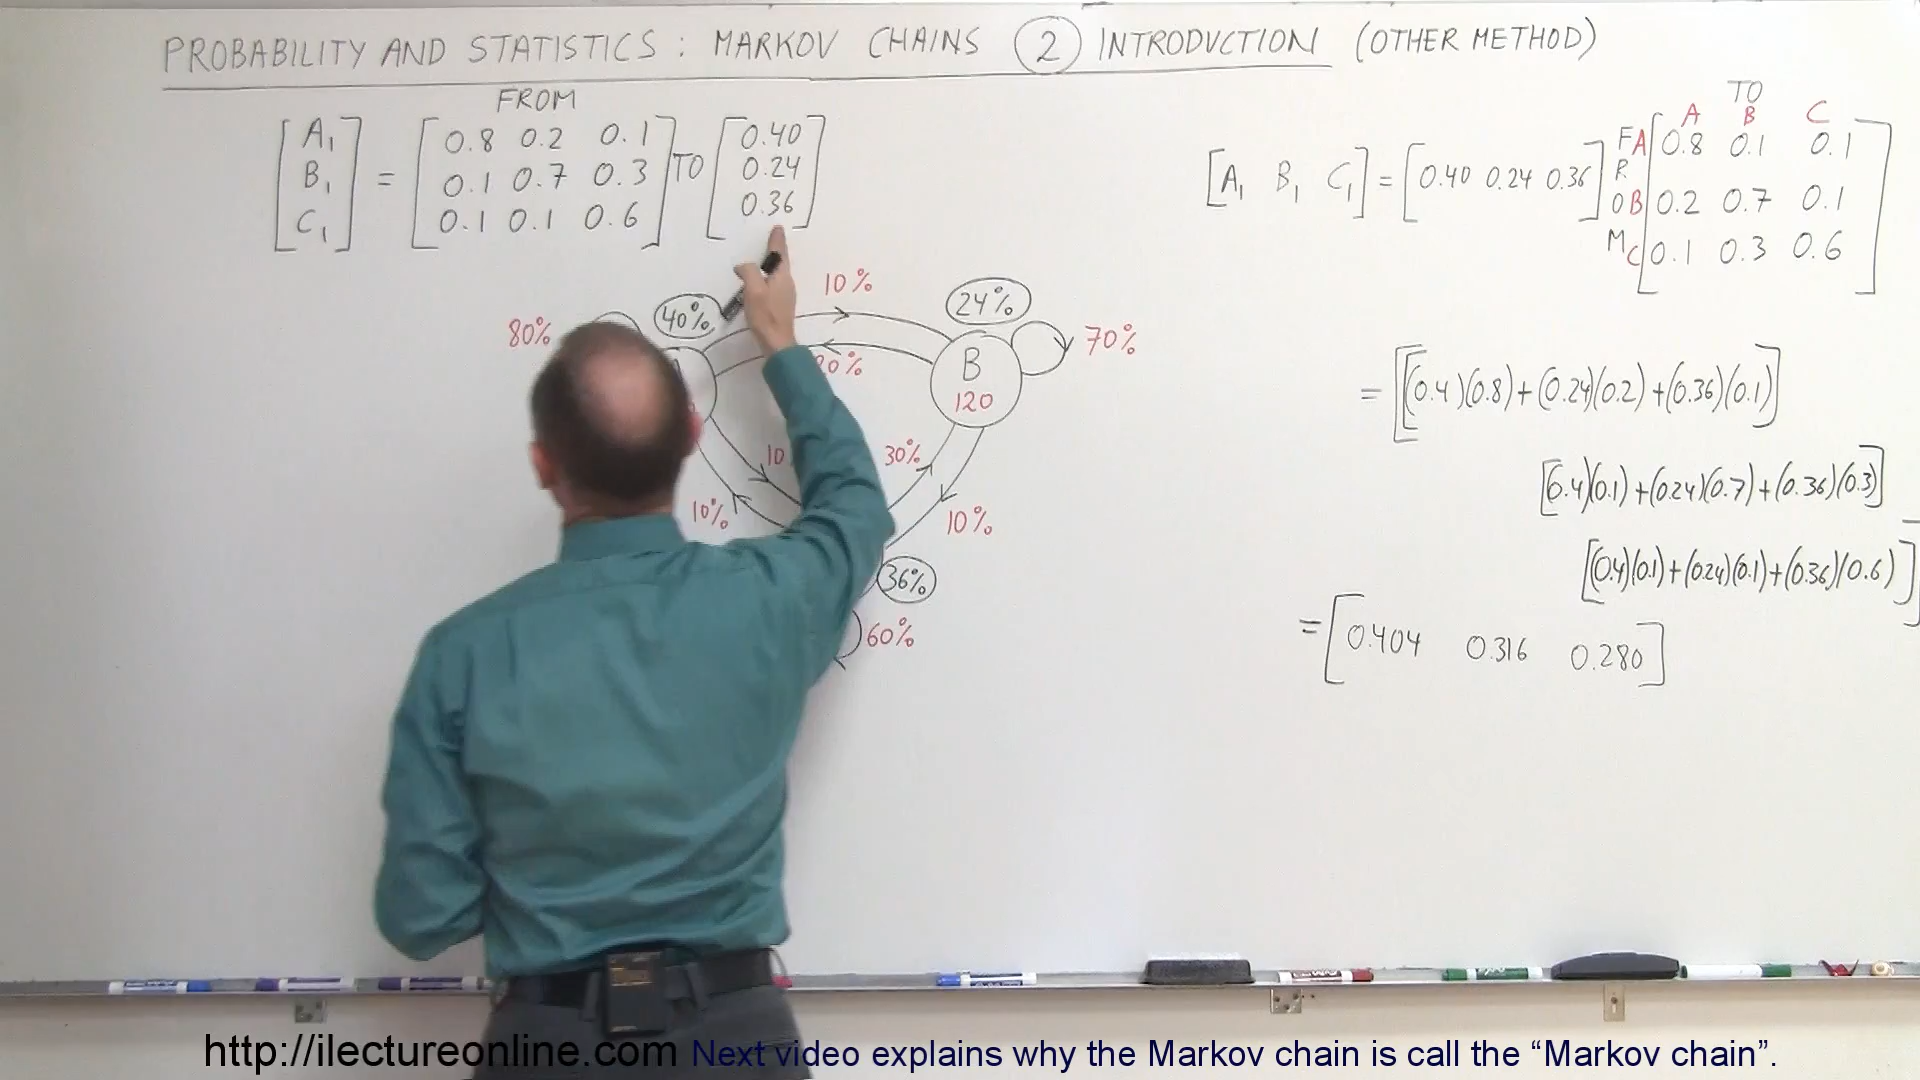 PROBABILITY AND STATISTICS : MARKOV CHAINS 2 INTRODUCTION (OTHER METHOD)
FROM
A₁ 0.8 0.2 0.1 0.40
B₁ = 0.1 0.7 0.3 TO 0.24
C₁ 0.1 0.1 0.6 0.36
TO
A B C
[A₁ B₁ C₁] = [0.40 0.24 0.36]
FROM
A 0.8 0.1 0.1
B 0.2 0.7 0.1
C 0.1 0.3 0.6
10%
40%
24%
80%
70%
B
120
30%
10%
10%
36%
60%
= [[(0.4)(0.8)+(0.24)(0.2)+(0.36)(0.1)]
[(0.4)(0.1)+(0.24)(0.7)+(0.36)(0.3)]
[(0.4)(0.1)+(0.24)(0.1)+(0.36)(0.6)]]
= [0.404 0.316 0.280]
http://ilectureonline.com Next video explains why the Markov chain is call the “Markov chain”.